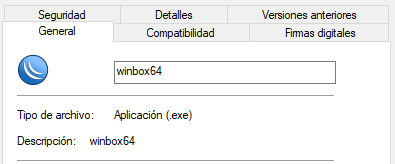 Seguridad Detalles Versiones anteriores
General Compatibilidad Firmas digitales
winbox64
Tipo de archivo: Aplicación (.exe)
Descripción: winbox64